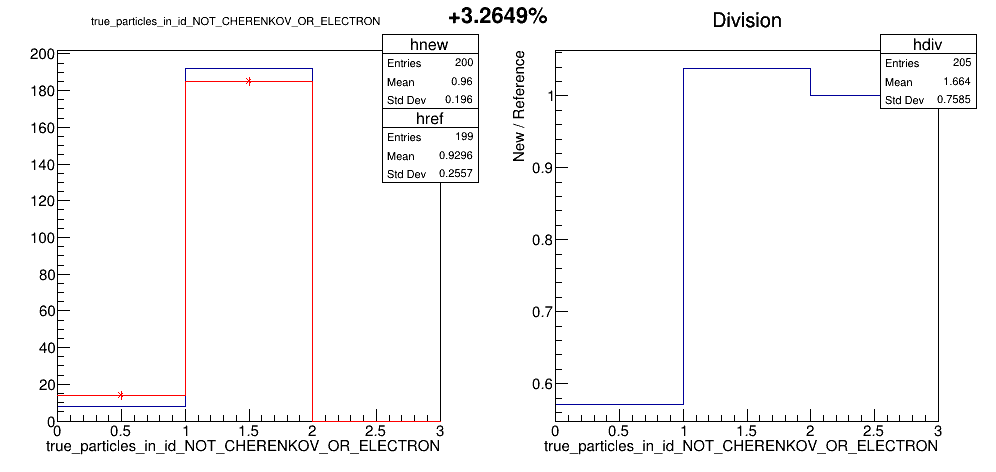 +3.2649%
true_particles_in_id_NOT_CHERENKOV_OR_ELECTRON
hnew
Entries 200
Mean 0.96
Std Dev 0.196
href
Entries 199
Mean 0.9296
Std Dev 0.2557
200
180
160
140
120
100
80
60
40
20
0
0 0.5 1 1.5 2 2.5 3
true_particles_in_id_NOT_CHERENKOV_OR_ELECTRON
Division
hdiv
Entries 205
Mean 1.664
Std Dev 0.7585
New / Reference
1
0.9
0.8
0.7
0.6
0 0.5 1 1.5 2 2.5 3
true_particles_in_id_NOT_CHERENKOV_OR_ELECTRON